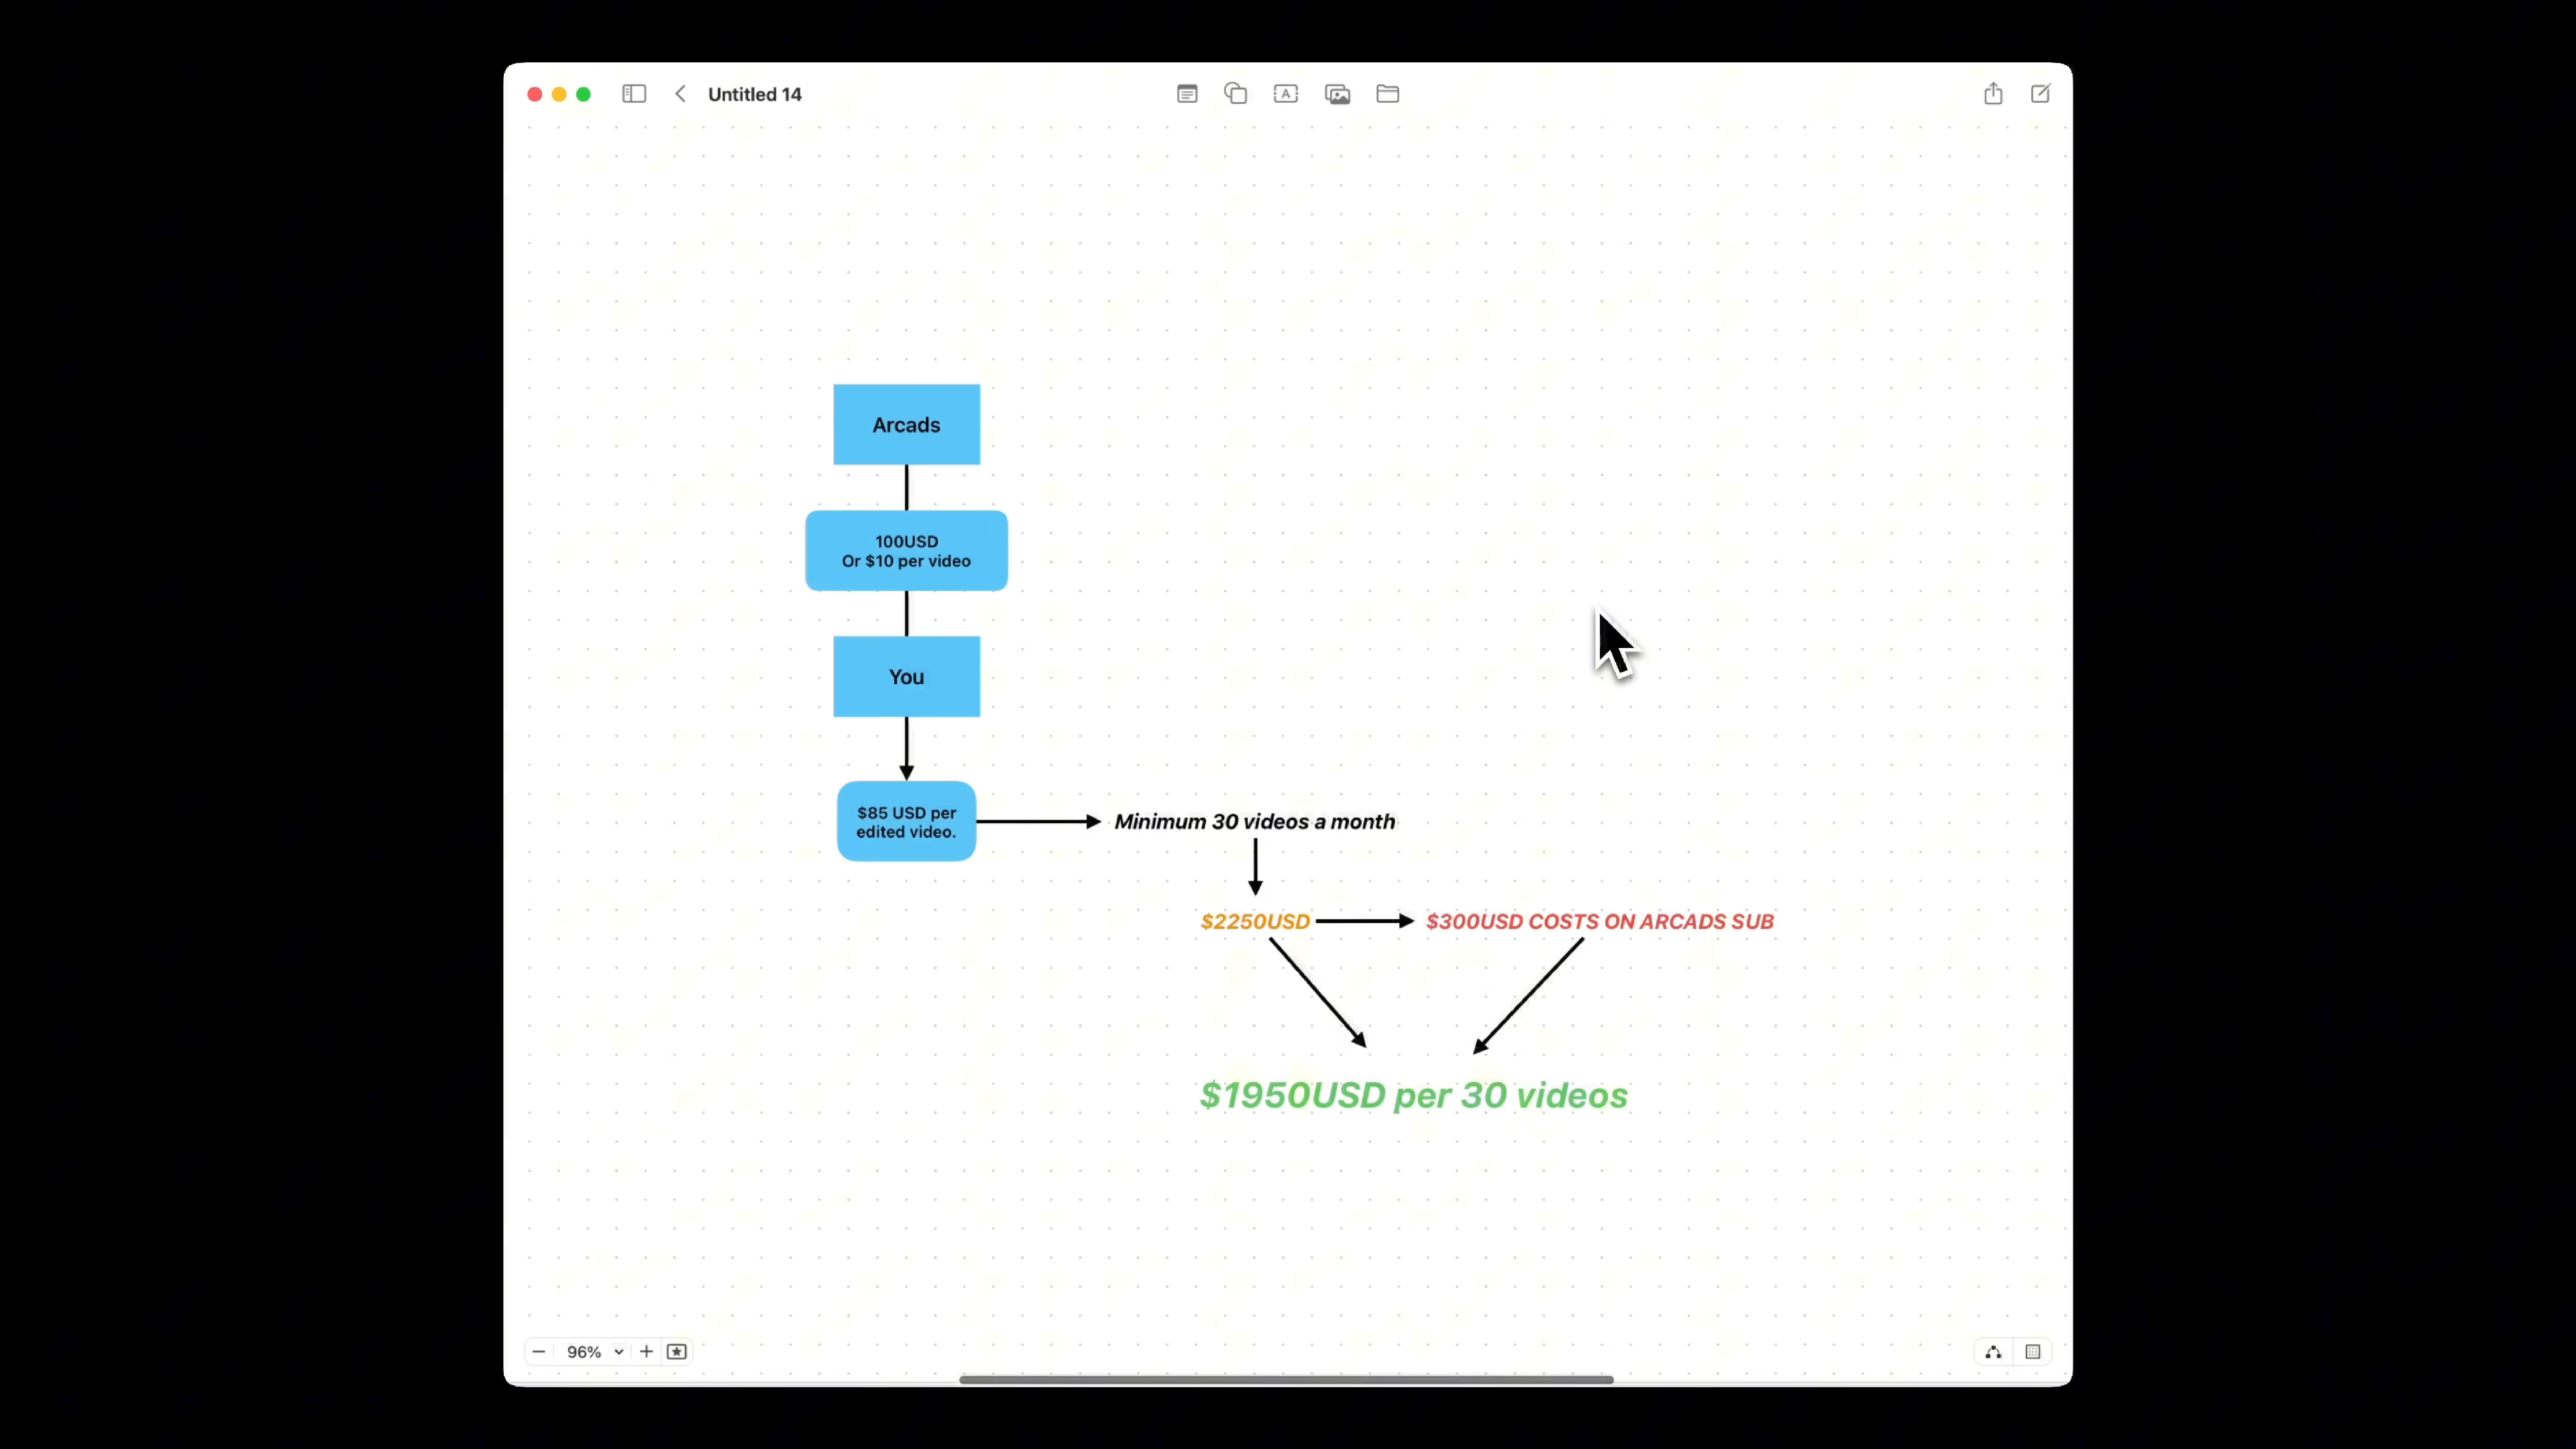 Untitled 14
Arcads
100USD
Or $10 per video
You
$85 USD per
edited video.
Minimum 30 videos a month
$2250USD
$300USD COSTS ON ARCADS SUB
$1950USD per 30 videos
96%